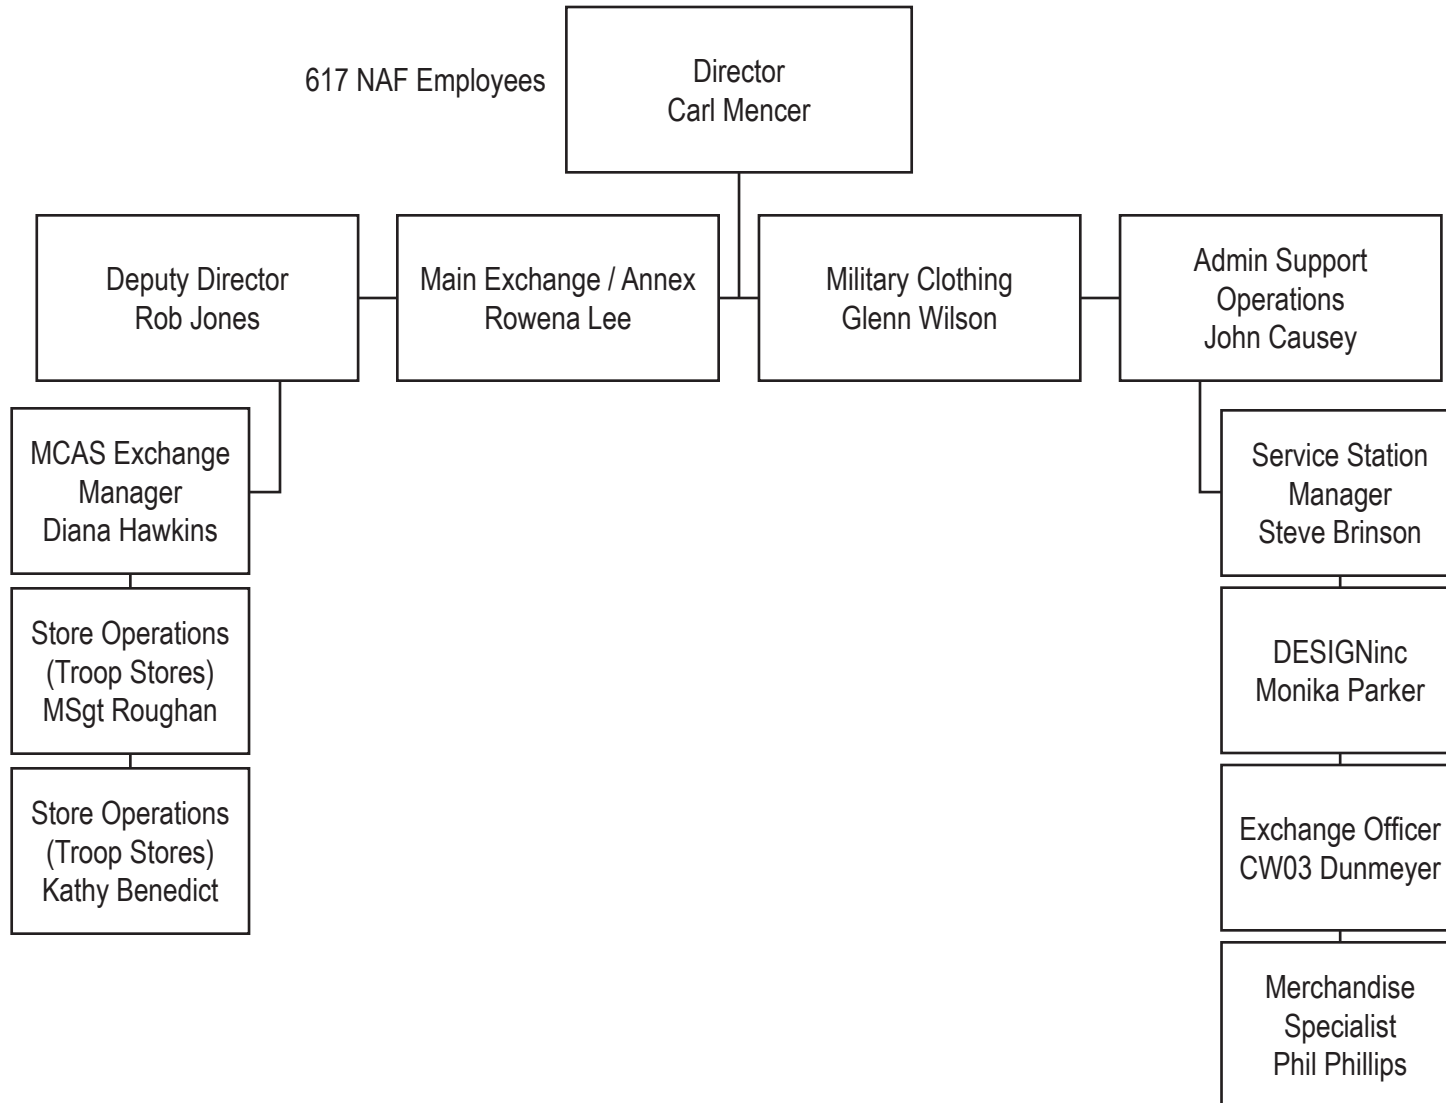 617 NAF Employees
Director
Carl Mencer
Deputy Director
Rob Jones
Main Exchange / Annex
Rowena Lee
Military Clothing
Glenn Wilson
Admin Support
Operations
John Causey
MCAS Exchange
Manager
Diana Hawkins
Store Operations
(Troop Stores)
MSgt Roughan
Store Operations
(Troop Stores)
Kathy Benedict
Service Station
Manager
Steve Brinson
DESIGNinc
Monika Parker
Exchange Officer
CW03 Dunmeyer
Merchandise
Specialist
Phil Phillips